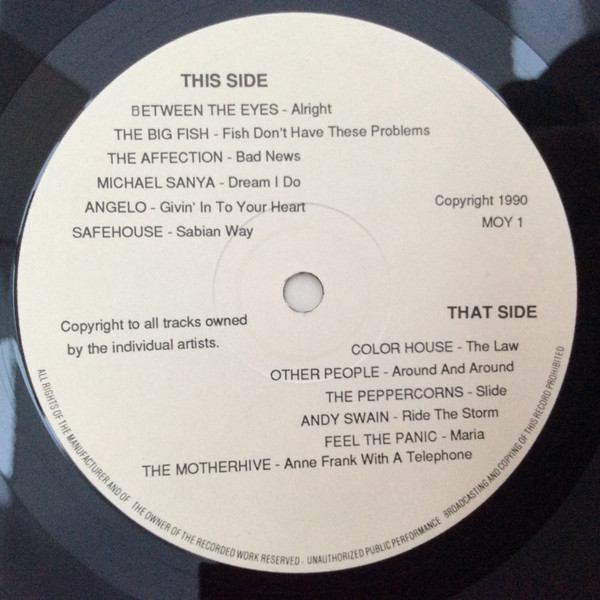 THIS SIDE
BETWEEN THE EYES - Alright
THE BIG FISH - Fish Don't Have These Problems
THE AFFECTION - Bad News
MICHAEL SANYA - Dream I Do
ANGELO - Givin' In To Your Heart
SAFEHOUSE - Sabian Way
Copyright 1990
MOY 1
Copyright to all tracks owned
by the individual artists.
THAT SIDE
COLOR HOUSE - The Law
OTHER PEOPLE - Around And Around
THE PEPPERCORNS - Slide
ANDY SWAIN - Ride The Storm
FEEL THE PANIC - Maria
THE MOTHERHIVE - Anne Frank With A Telephone
ALL RIGHTS OF THE MANUFACTURER AND OF THE OWNER OF THE RECORDED WORK RESERVED - UNAUTHORIZED PUBLIC PERFORMANCE BROADCASTING AND COPYING OF THIS RECORD PROHIBITED